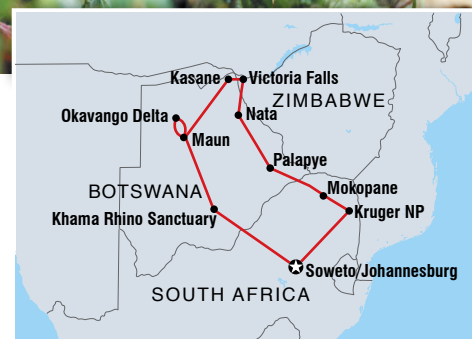 Kasane
Victoria Falls
ZIMBABWE
Okavango Delta
Nata
Maun
Palapye
BOTSWANA
Mokopane
Khama Rhino Sanctuary
Kruger NP
Soweto/Johannesburg
SOUTH AFRICA